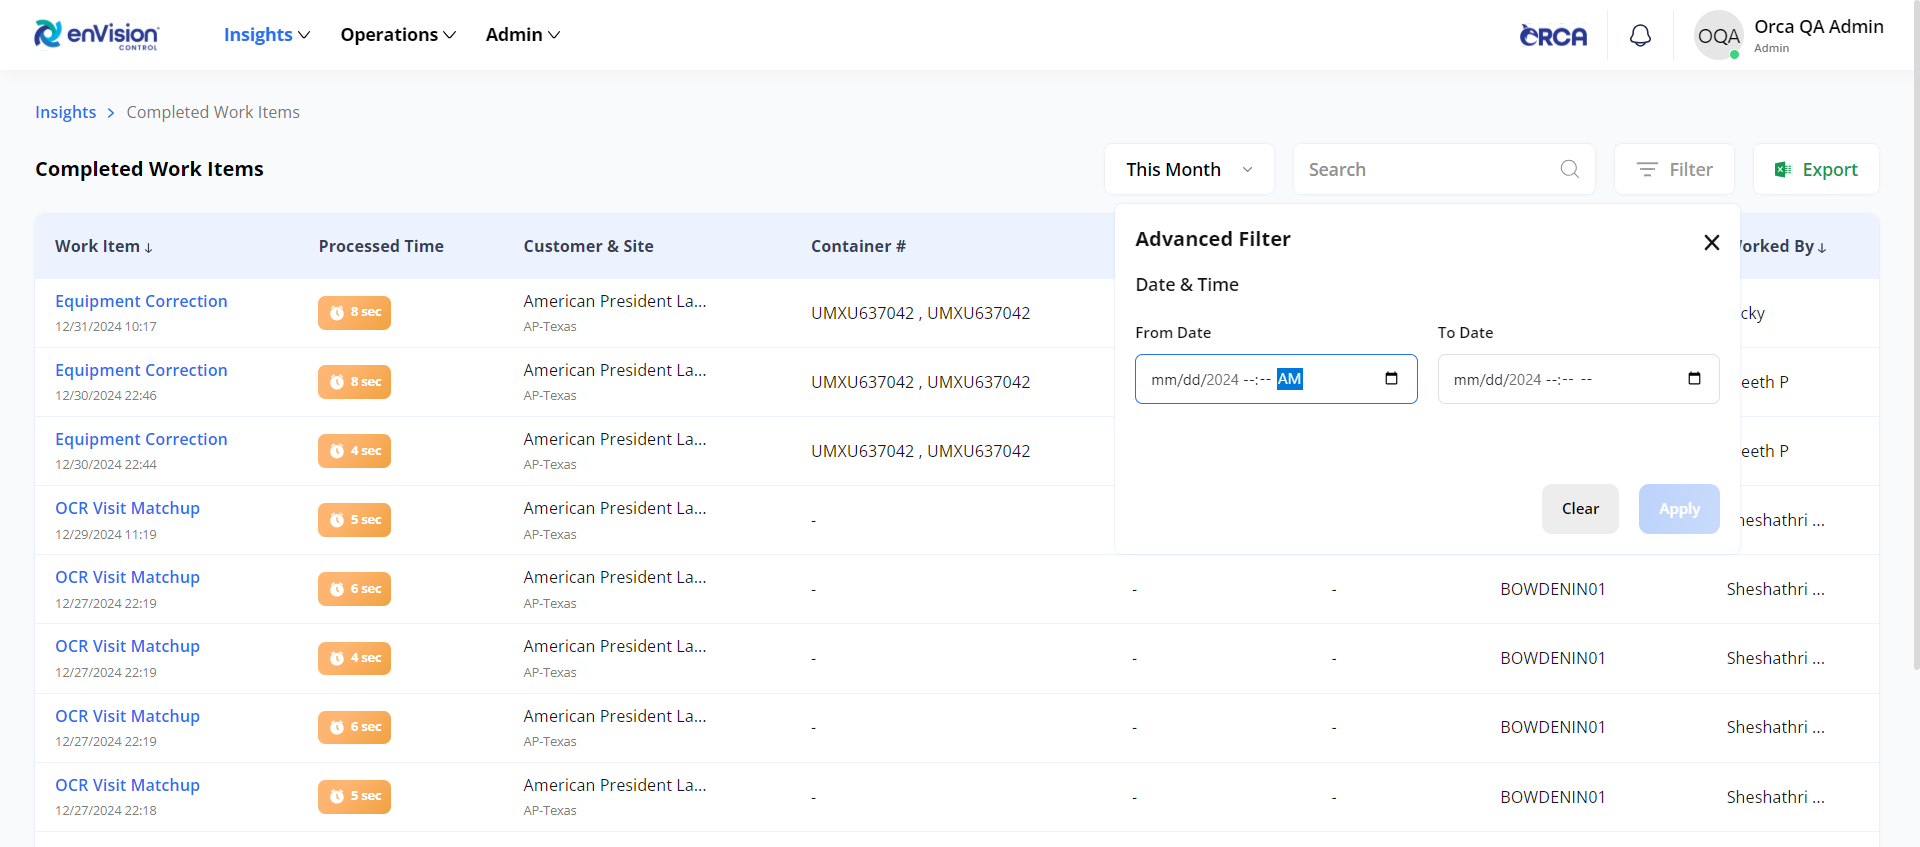 enVision
CONTROL
Insights Operations Admin
ORCA
OQA
Orca QA Admin
Admin
Insights > Completed Work Items
Completed Work Items
This Month
Search
Filter
Export
Work Item ↓ Processed Time Customer & Site Container # orked By ↓
Equipment Correction 8 sec American President La... UMXU637042 , UMXU637042 cky
12/31/2024 10:17 AP-Texas
Equipment Correction 8 sec American President La... UMXU637042 , UMXU637042 eeth P
12/30/2024 22:46 AP-Texas
Equipment Correction 4 sec American President La... UMXU637042 , UMXU637042 eeth P
12/30/2024 22:44 AP-Texas
OCR Visit Matchup 5 sec American President La... - heshathri ...
12/29/2024 11:19 AP-Texas
Advanced Filter
Date & Time
From Date To Date
mm/dd/2024 --:-- AM mm/dd/2024 --:-- --
Clear Apply
OCR Visit Matchup 6 sec American President La... - - - BOWDENIN01 Sheshathri ...
12/27/2024 22:19 AP-Texas
OCR Visit Matchup 4 sec American President La... - - - BOWDENIN01 Sheshathri ...
12/27/2024 22:19 AP-Texas
OCR Visit Matchup 6 sec American President La... - - - BOWDENIN01 Sheshathri ...
12/27/2024 22:19 AP-Texas
OCR Visit Matchup 5 sec American President La... - - - BOWDENIN01 Sheshathri ...
12/27/2024 22:18 AP-Texas